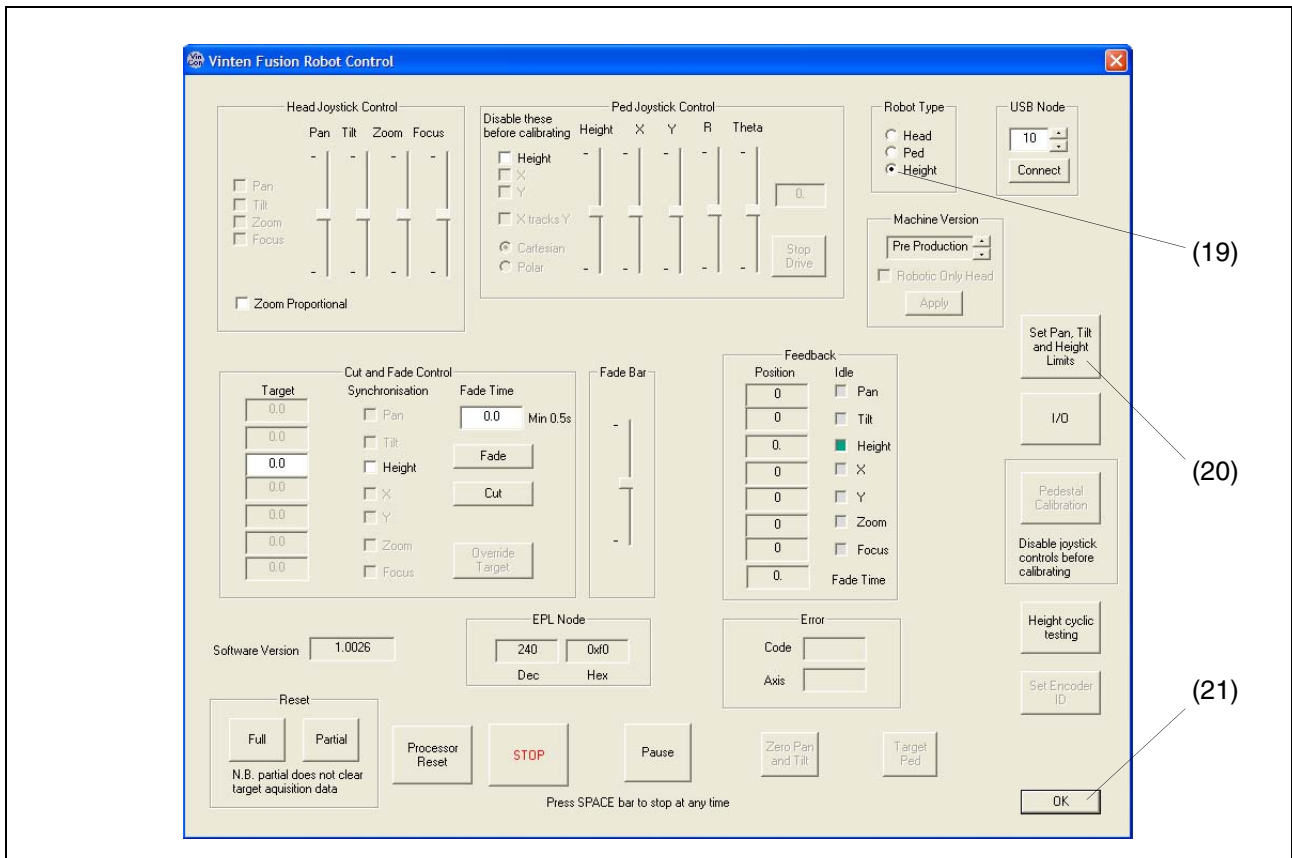 Vinten Fusion Robot Control
Head Joystick Control
Pan Tilt Zoom Focus
Pan
Tilt
Zoom
Focus
Zoom Proportional
Ped Joystick Control
Disable these
before calibrating
Height X Y R Theta
Height
X
Y
X tracks Y
Cartesian
Polar
0.
Stop
Drive
Robot Type
Head
Ped
Height
USB Node
10
Connect
(19)
Machine Version
Pre Production
Robotic Only Head
Apply
Set Pan, Tilt
and Height
Limits
(20)
I/O
Pedestal
Calibration
Disable joystick
controls before
calibrating
Height cyclic
testing
Set Encoder
ID
(21)
OK
Cut and Fade Control
Target Synchronisation Fade Time
0.0 Pan 0.0 Min 0.5s
0.0 Tilt
0.0 Height
0.0 X
0.0 Y
0.0 Zoom
0.0 Focus
Fade
Cut
Override
Target
Fade Bar
Feedback
Position Idle
0 Pan
0 Tilt
0. Height
0 X
0 Y
0 Zoom
0 Focus
0. Fade Time
Software Version 1.0026
EPL Node
240 0xf0
Dec Hex
Error
Code
Axis
Reset
Full Partial
N.B. partial does not clear
target aquisition data
Processor
Reset
STOP
Pause
Zero Pan
and Tilt
Target
Ped
Press SPACE bar to stop at any time